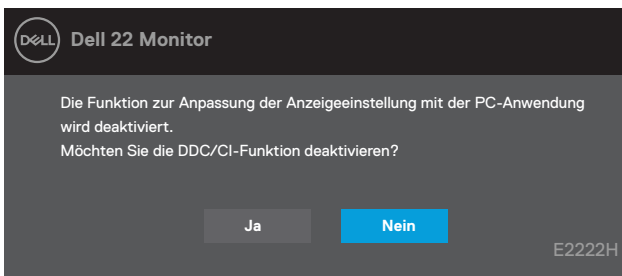 DELL Dell 22 Monitor
Die Funktion zur Anpassung der Anzeigeeinstellung mit der PC-Anwendung
wird deaktiviert.
Möchten Sie die DDC/CI-Funktion deaktivieren?
Ja Nein
E2222H